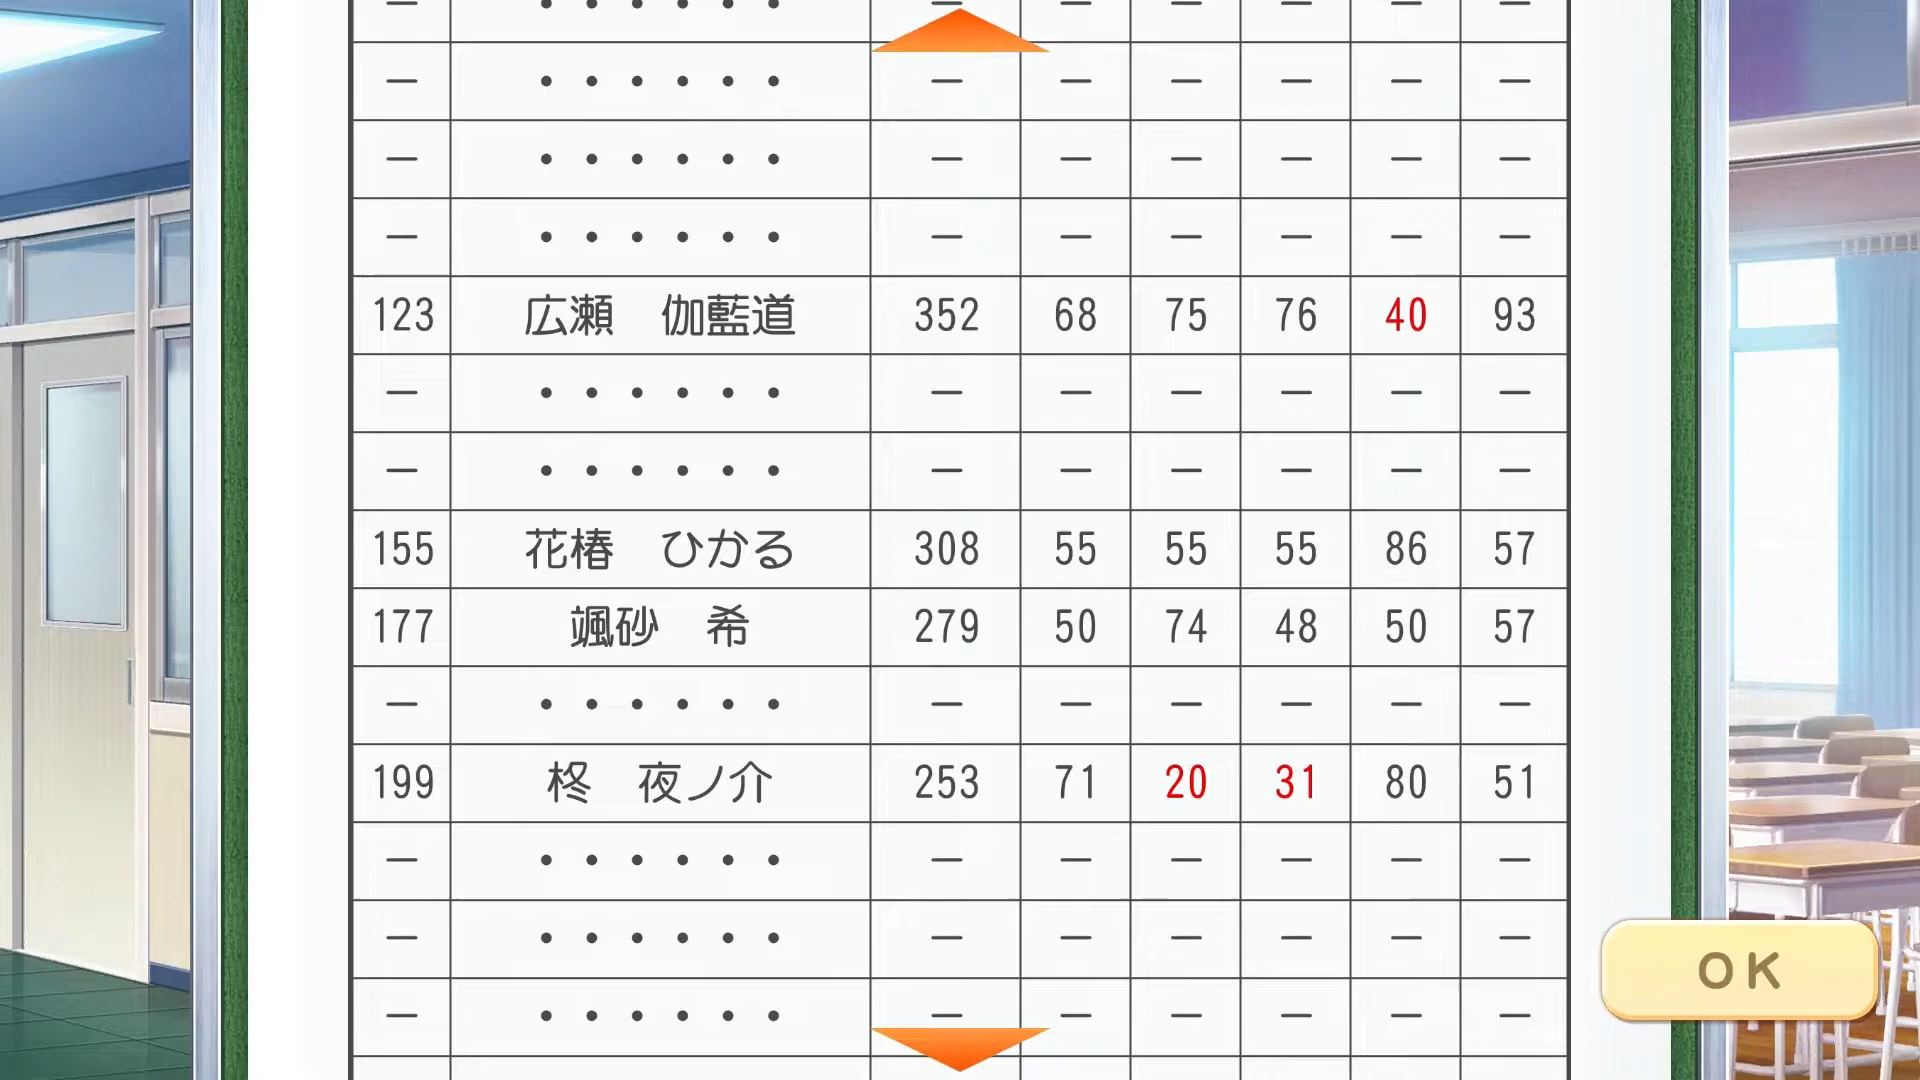 — ・・・・・・ — — — — — —
— ・・・・・・ — — — — — —
— ・・・・・・ — — — — — —
— ・・・・・・ — — — — — —
123 広瀬　伽藍道 352 68 75 76 40 93
— ・・・・・・ — — — — — —
— ・・・・・・ — — — — — —
155 花椿　ひかる 308 55 55 55 86 57
177 颯砂　希 279 50 74 48 50 57
— ・・・・・・ — — — — — —
199 柊　夜ノ介 253 71 20 31 80 51
— ・・・・・・ — — — — — —
— ・・・・・・ — — — — — —
— ・・・・・・ — — — — — —
OK